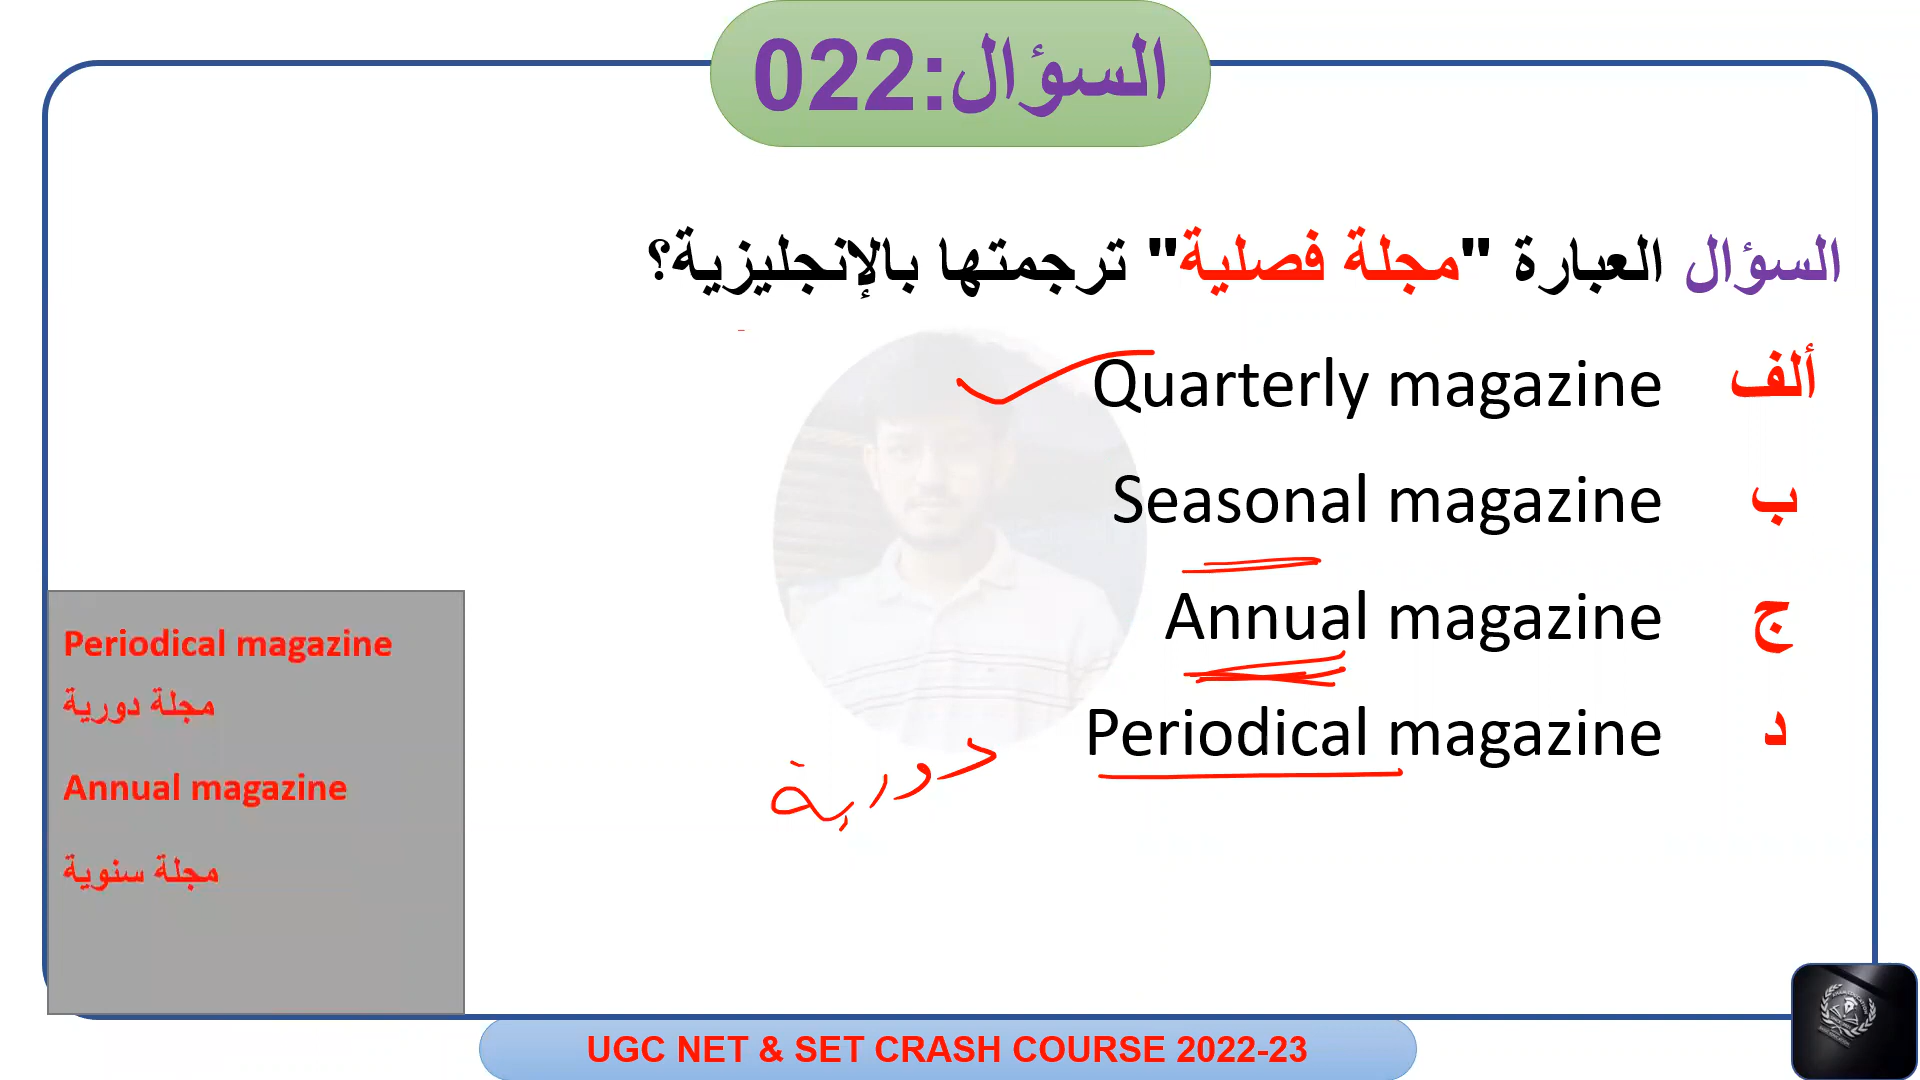 السؤال:022
السؤال العبارة "مجلة فصلية" ترجمتها بالإنجليزية؟
ألف Quarterly magazine
ب Seasonal magazine
ج Annual magazine
د Periodical magazine
دورية
Periodical magazine
مجلة دورية
Annual magazine
مجلة سنوية
UGC NET & SET CRASH COURSE 2022-23